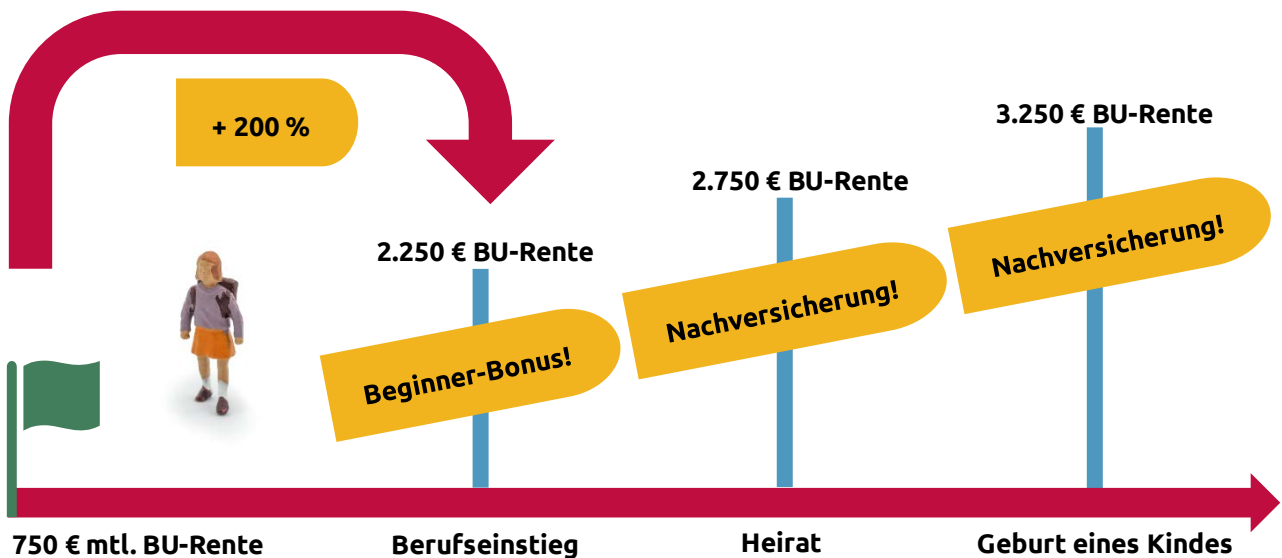 + 200 %
3.250 € BU-Rente
2.750 € BU-Rente
2.250 € BU-Rente
Beginner-Bonus!
Nachversicherung!
Nachversicherung!
750 € mtl. BU-Rente
Berufseinstieg
Heirat
Geburt eines Kindes